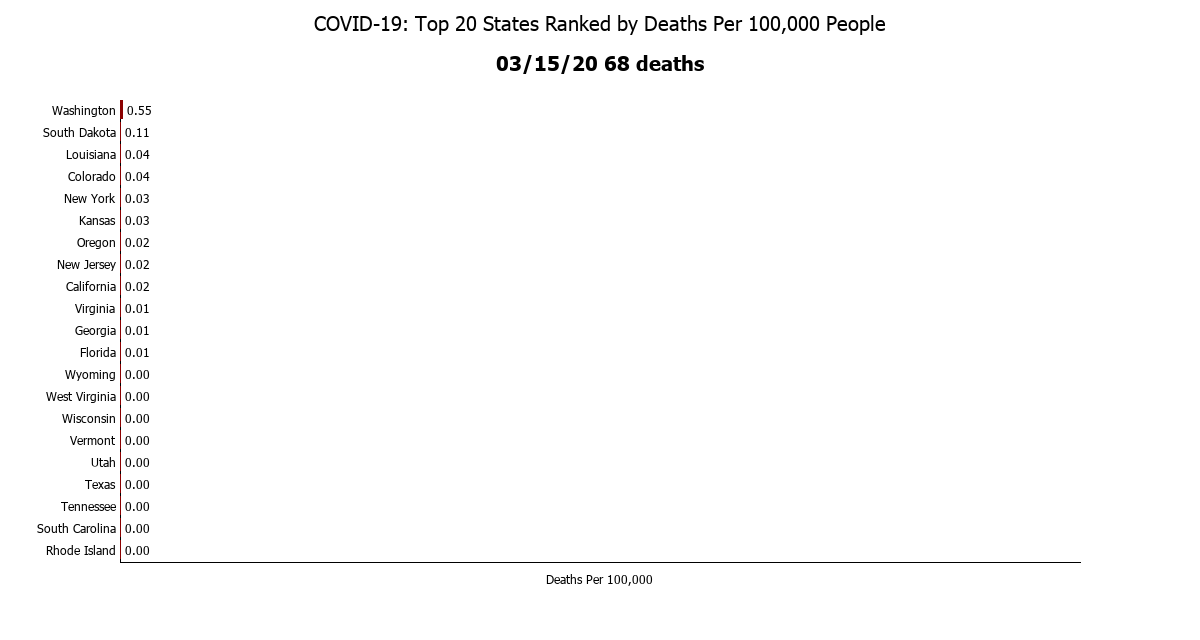 COVID-19: Top 20 States Ranked by Deaths Per 100,000 People
03/15/20 68 deaths
Washington 0.55
South Dakota 0.11
Louisiana 0.04
Colorado 0.04
New York 0.03
Kansas 0.03
Oregon 0.02
New Jersey 0.02
California 0.02
Virginia 0.01
Georgia 0.01
Florida 0.01
Wyoming 0.00
West Virginia 0.00
Wisconsin 0.00
Vermont 0.00
Utah 0.00
Texas 0.00
Tennessee 0.00
South Carolina 0.00
Rhode Island 0.00
Deaths Per 100,000